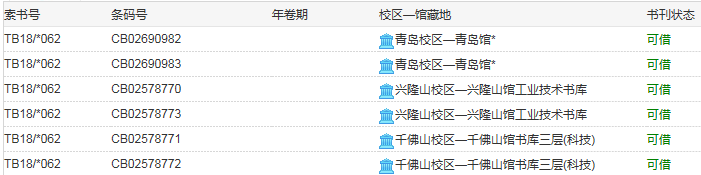 索书号 条码号 年卷期 校区—馆藏地 书刊状态
TB18/*062 CB02690982 青岛校区—青岛馆* 可借
TB18/*062 CB02690983 青岛校区—青岛馆* 可借
TB18/*062 CB02578770 兴隆山校区—兴隆山馆工业技术书库 可借
TB18/*062 CB02578773 兴隆山校区—兴隆山馆工业技术书库 可借
TB18/*062 CB02578771 千佛山校区—千佛山馆书库三层(科技) 可借
TB18/*062 CB02578772 千佛山校区—千佛山馆书库三层(科技) 可借